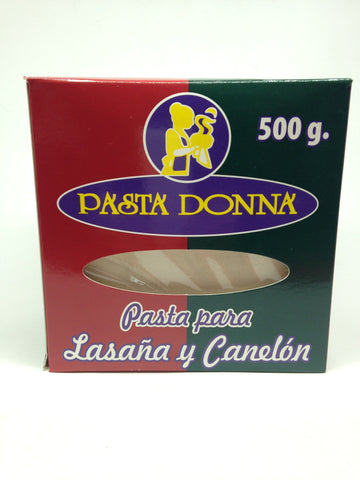 500 g.
PASTA DONNA
Pasta para
Lasaña y Canelón